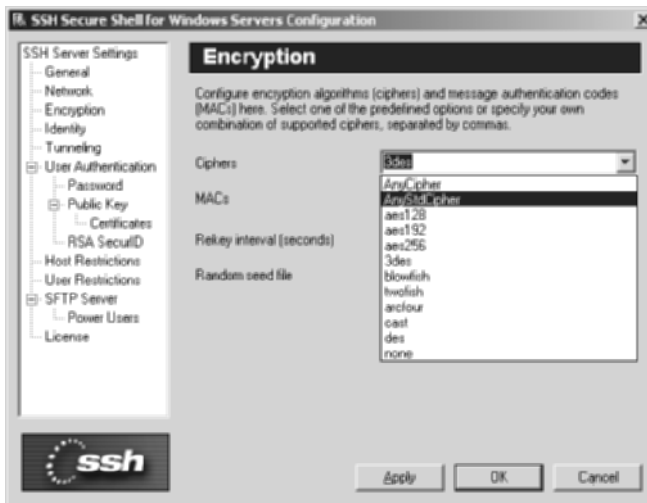 SSH Secure Shell for Windows Servers Configuration
SSH Server Settings
General
Network
Encryption
Identity
Tunneling
User Authentication
Password
Public Key
Certificates
RSA SecurID
Host Restrictions
User Restrictions
SFTP Server
Power Users
License
ssh
Encryption
Configure encryption algorithms (ciphers) and message authentication codes
(MACs) here. Select one of the predefined options or specify your own
combination of supported ciphers, separated by commas.
Ciphers
3des
AnyCipher
AnyStdCipher
aes128
aes192
aes256
3des
blowfish
twofish
arcfour
cast
des
none
MACs
Rekey interval (seconds)
Random seed file
Apply
OK
Cancel